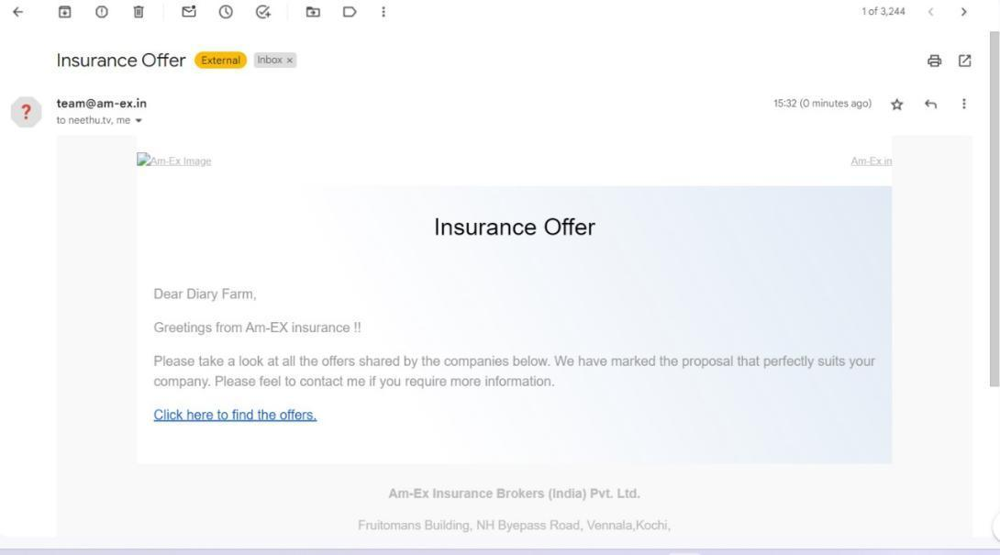 1 of 3,244
Insurance Offer External Inbox ×
?
team@am-ex.in 15:32 (0 minutes ago)
to neethu.tv, me
Am-Ex Image Am-Ex.in
Insurance Offer
Dear Diary Farm,
Greetings from Am-EX insurance !!
Please take a look at all the offers shared by the companies below. We have marked the proposal that perfectly suits your
company. Please feel to contact me if you require more information.
Click here to find the offers.
Am-Ex Insurance Brokers (India) Pvt. Ltd.
Fruitomans Building, NH Byepass Road, Vennala,Kochi,